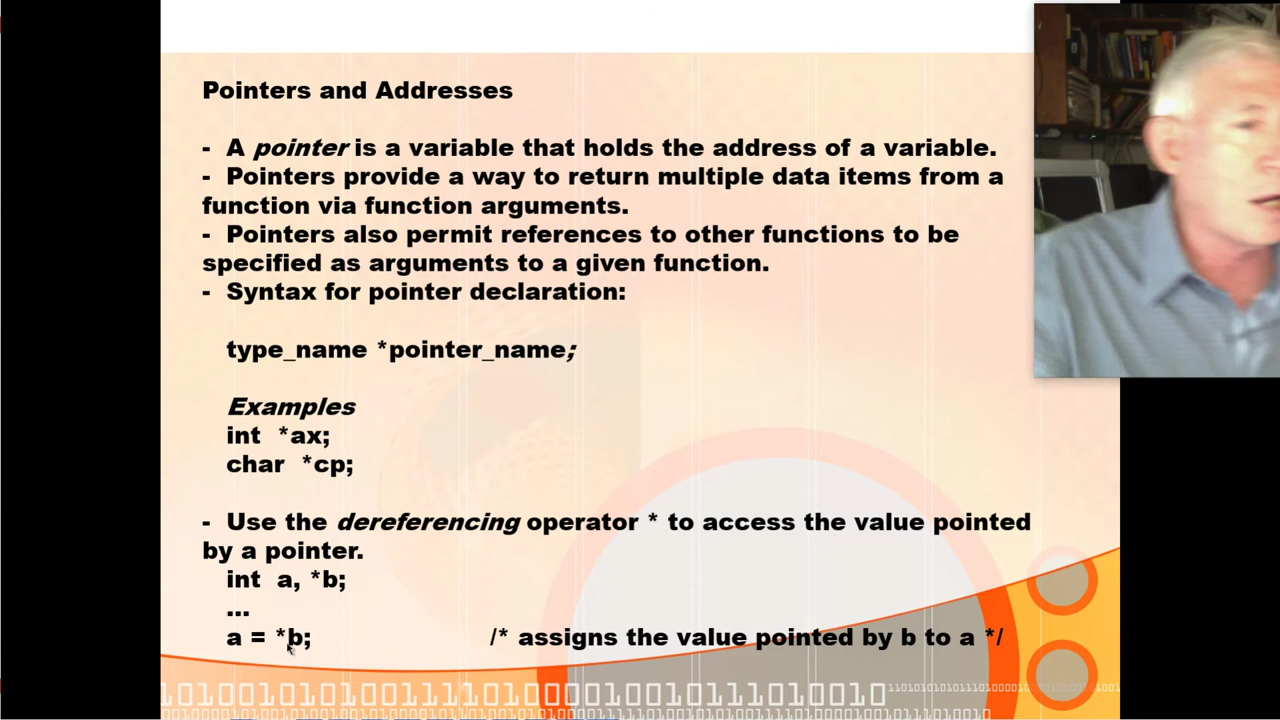 Pointers and Addresses
- A pointer is a variable that holds the address of a variable.
- Pointers provide a way to return multiple data items from a
function via function arguments.
- Pointers also permit references to other functions to be
specified as arguments to a given function.
- Syntax for pointer declaration:
type_name *pointer_name;
Examples
int *ax;
char *cp;
- Use the dereferencing operator * to access the value pointed
by a pointer.
int a, *b;
...
a = *b; /* assigns the value pointed by b to a */